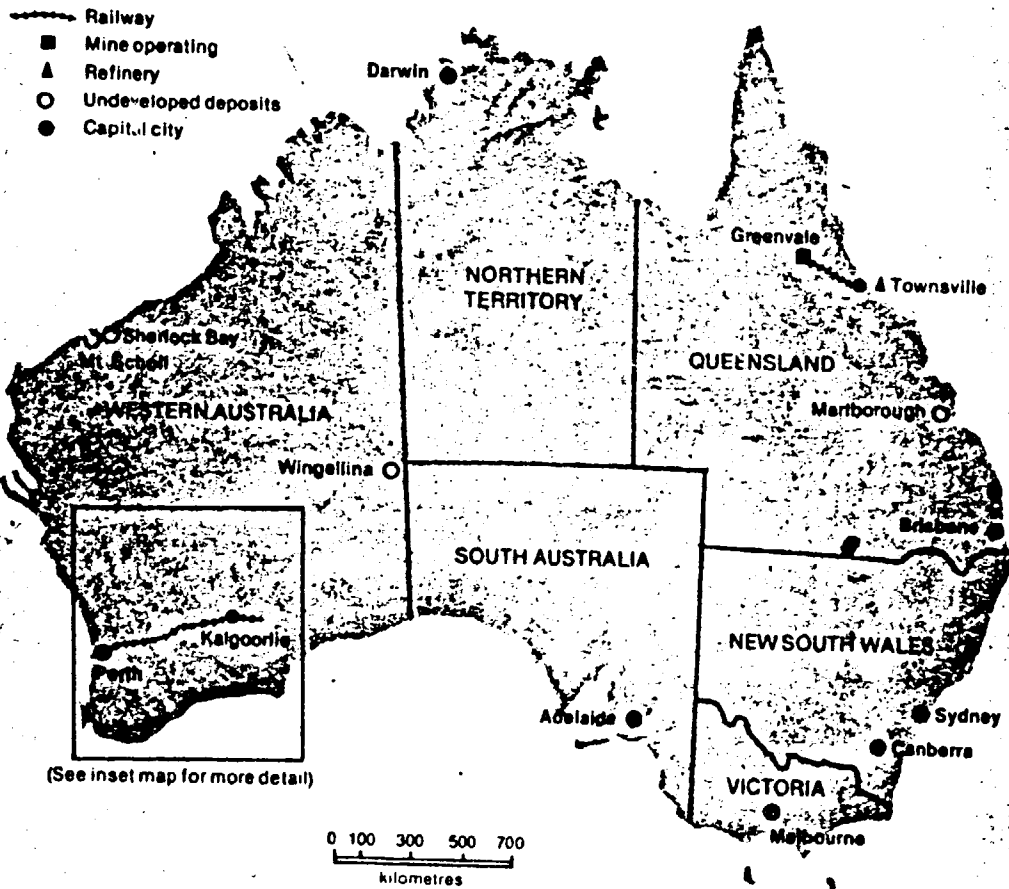 Railway
Mine operating
Refinery
Undeveloped deposits
Capital city
Darwin
Greenvale
Townsville
NORTHERN
TERRITORY
Sherlock Bay
Mt. Scholl
QUEENSLAND
WESTERN AUSTRALIA
Marlborough
Wingellina
Brisbane
SOUTH AUSTRALIA
Kalgoorlie
Perth
NEW SOUTH WALES
Adelaide
Sydney
Canberra
(See inset map for more detail)
VICTORIA
Melbourne
0 100 300 500 700
kilometres